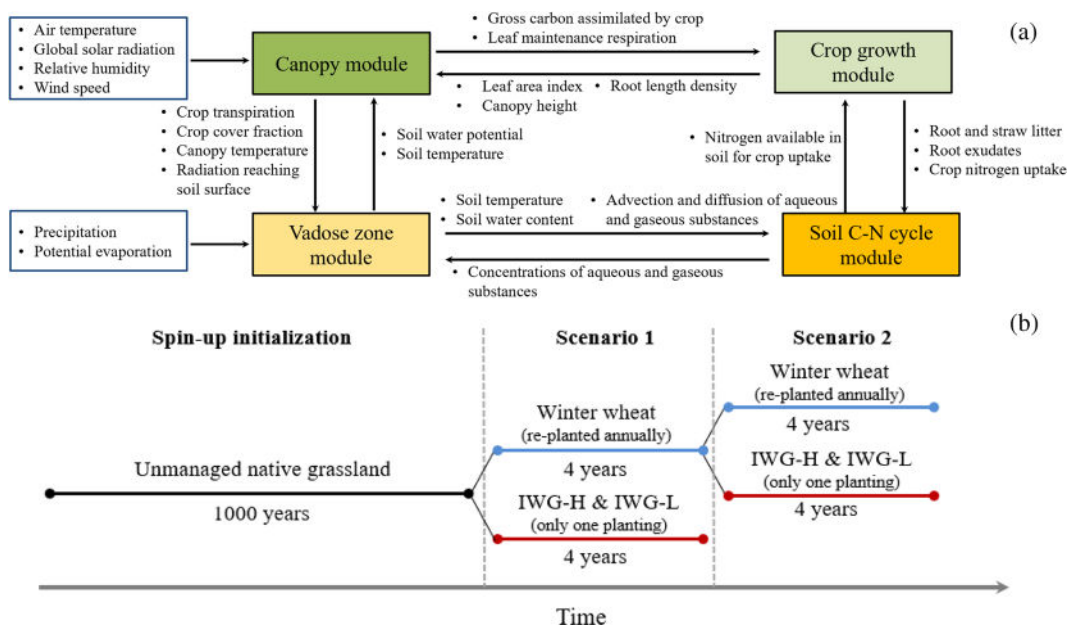 (a)
• Air temperature
• Global solar radiation
• Relative humidity
• Wind speed
Canopy module
• Gross carbon assimilated by crop
• Leaf maintenance respiration
Crop growth
module
• Leaf area index
• Canopy height
• Root length density
• Crop transpiration
• Crop cover fraction
• Canopy temperature
• Radiation reaching
soil surface
• Soil water potential
• Soil temperature
• Nitrogen available in
soil for crop uptake
• Root and straw litter
• Root exudates
• Crop nitrogen uptake
• Precipitation
• Potential evaporation
Vadose zone
module
• Soil temperature
• Soil water content
• Advection and diffusion of aqueous
and gaseous substances
Soil C-N cycle
module
• Concentrations of aqueous and gaseous
substances
(b)
Spin-up initialization
Scenario 1
Scenario 2
Unmanaged native grassland
1000 years
Winter wheat
(re-planted annually)
4 years
IWG-H & IWG-L
(only one planting)
4 years
Winter wheat
(re-planted annually)
4 years
IWG-H & IWG-L
(only one planting)
4 years
Time